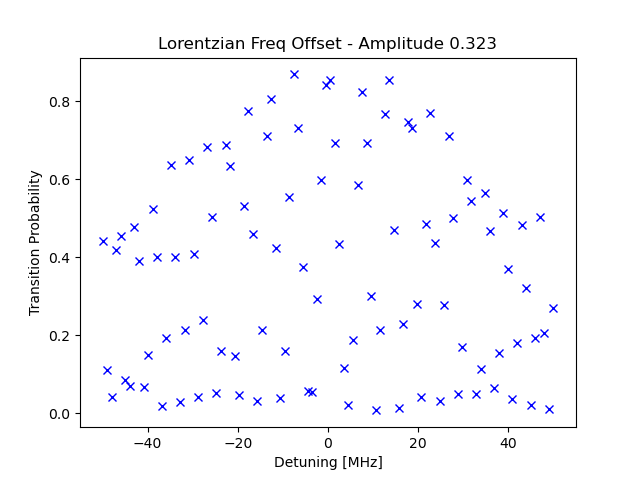 Lorentzian Freq Offset - Amplitude 0.323
Transition Probability
0.8
0.6
0.4
0.2
0.0
−40 −20 0 20 40
Detuning [MHz]